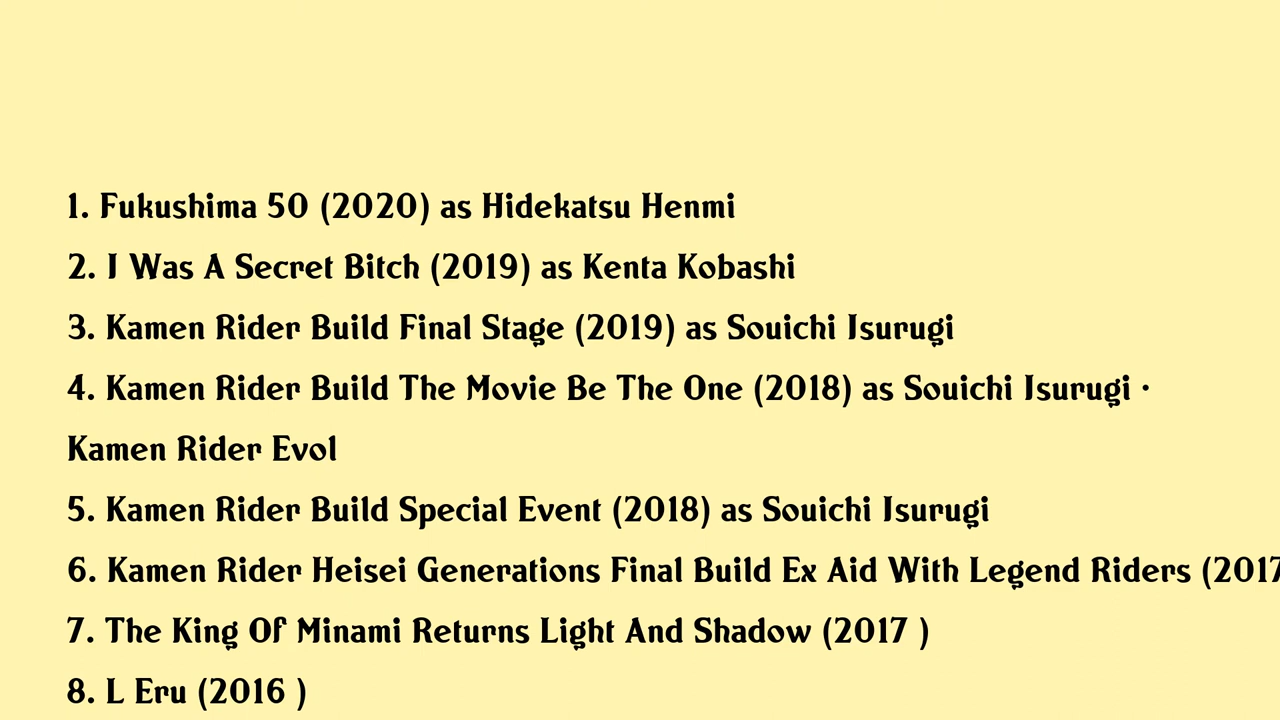 1. Fukushima 50 (2020) as Hidekatsu Henmi
2. I Was A Secret Bitch (2019) as Kenta Kobashi
3. Kamen Rider Build Final Stage (2019) as Souichi Isurugi
4. Kamen Rider Build The Movie Be The One (2018) as Souichi Isurugi ·
Kamen Rider Evol
5. Kamen Rider Build Special Event (2018) as Souichi Isurugi
6. Kamen Rider Heisei Generations Final Build Ex Aid With Legend Riders (2017
7. The King Of Minami Returns Light And Shadow (2017 )
8. L Eru (2016 )